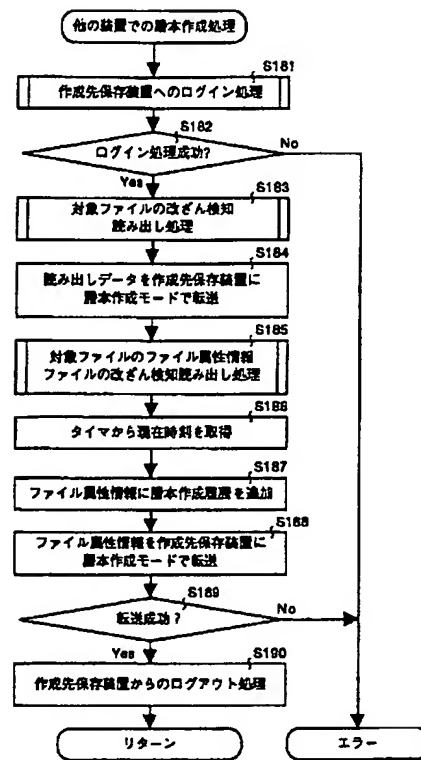 他の装置での謄本作成処理
S181
作成先保存装置へのログイン処理
S182
ログイン処理成功?
No
Yes
S183
対象ファイルの改ざん検知
読み出し処理
S184
読み出しデータを作成先保存装置に
謄本作成モードで転送
S185
対象ファイルのファイル属性情報
ファイルの改ざん検知読み出し処理
S186
タイマから現在時刻を取得
S187
ファイル属性情報に謄本作成履歴を追加
S188
ファイル属性情報を作成先保存装置に
謄本作成モードで転送
S189
転送成功?
No
Yes
S190
作成先保存装置からのログアウト処理
リターン
エラー